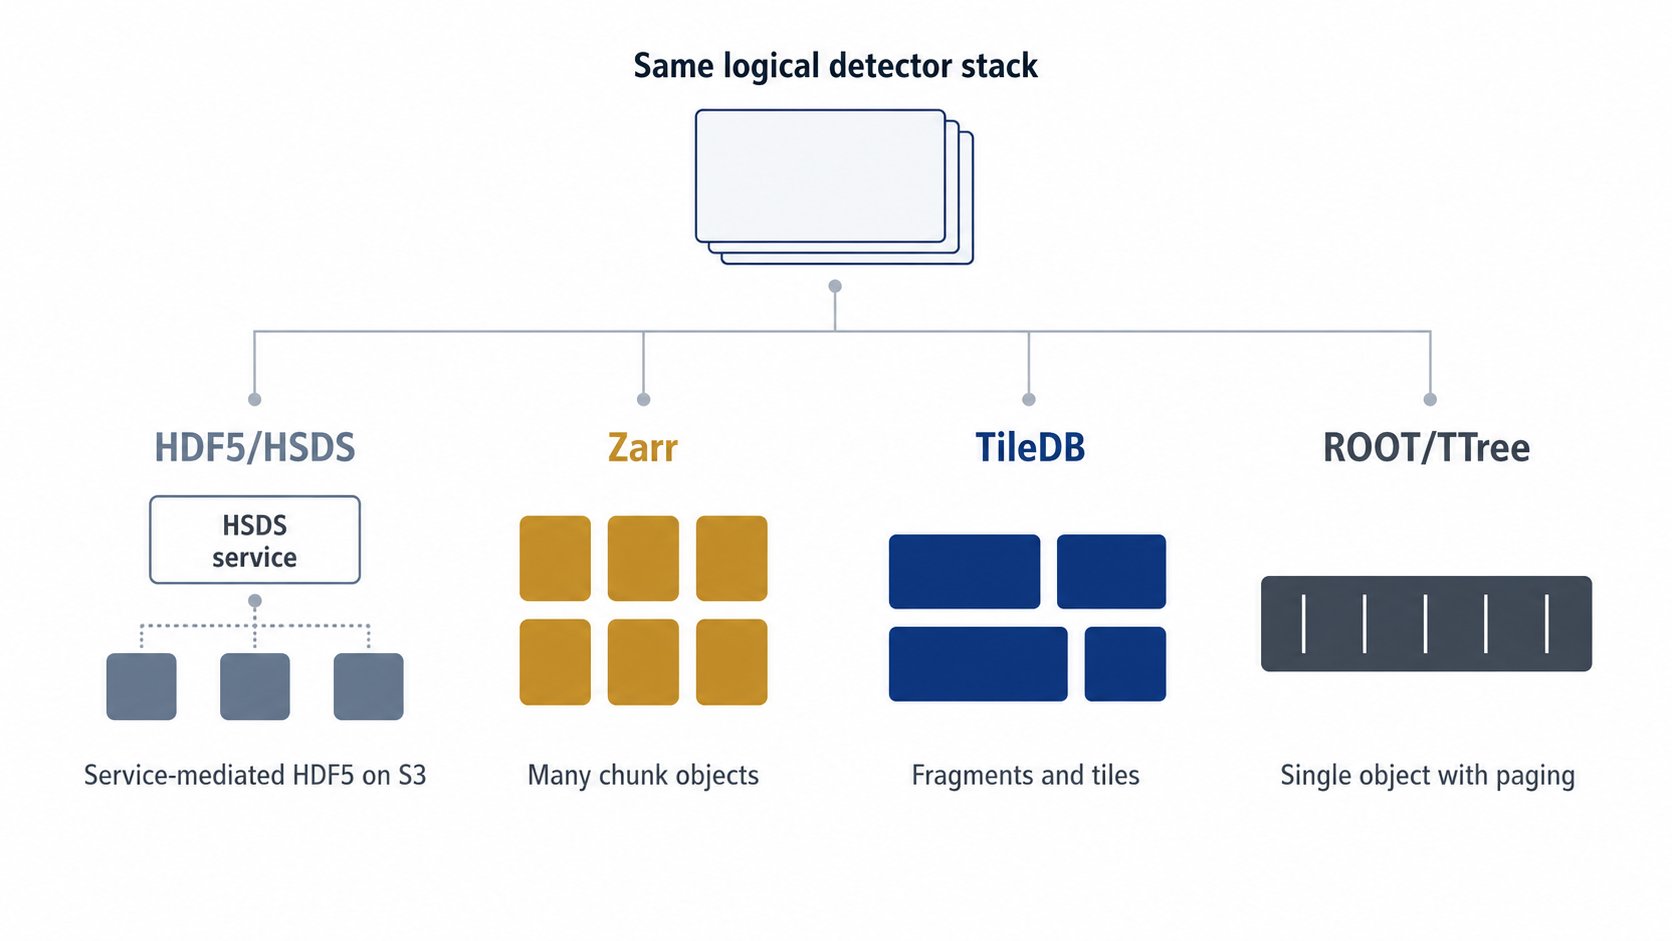 Same logical detector stack
HDF5/HSDS
Zarr
TileDB
ROOT/TTree
HSDS
service
Service-mediated HDF5 on S3
Many chunk objects
Fragments and tiles
Single object with paging